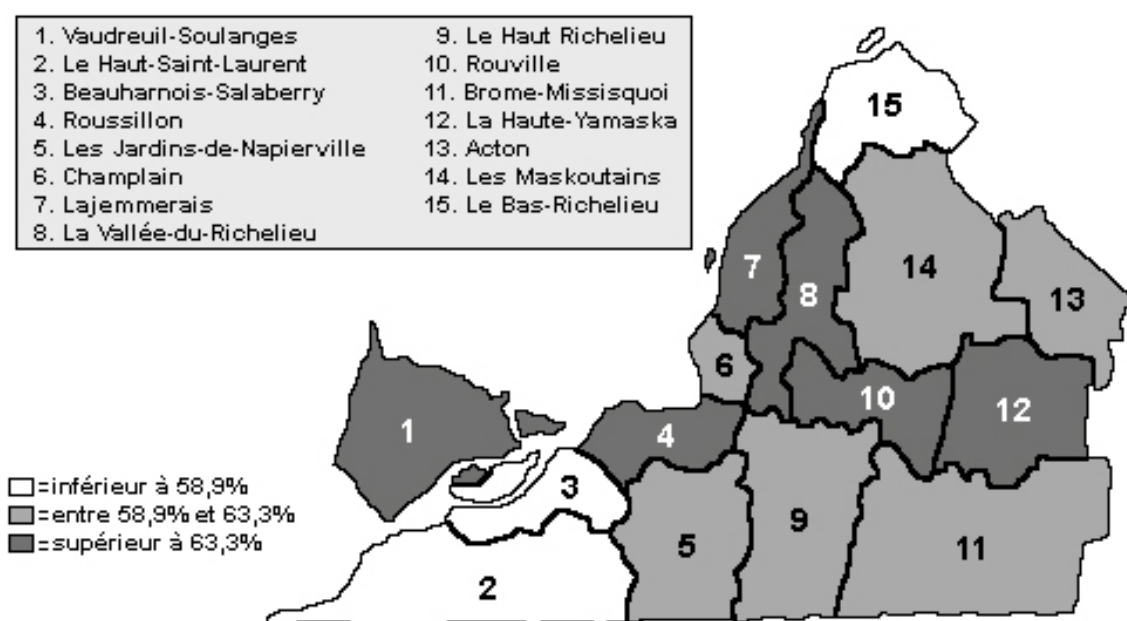 1. Vaudreuil-Soulanges
2. Le Haut-Saint-Laurent
3. Beauharnois-Salaberry
4. Roussillon
5. Les Jardins-de-Napierville
6. Champlain
7. Lajemmerais
8. La Vallée-du-Richelieu
9. Le Haut Richelieu
10. Rouville
11. Brome-Missisquoi
12. La Haute-Yamaska
13. Acton
14. Les Maskoutains
15. Le Bas-Richelieu
15
7
14
8
13
6
10
12
1
4
3
9
5
11
2
=inférieur à 58,9%
=entre 58,9% et 63,3%
=supérieur à 63,3%